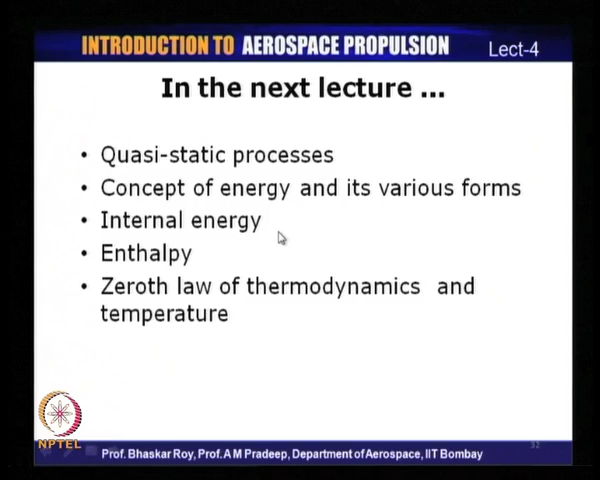 INTRODUCTION TO AEROSPACE PROPULSION Lect-4
In the next lecture ...
• Quasi-static processes
• Concept of energy and its various forms
• Internal energy
• Enthalpy
• Zeroth law of thermodynamics and
temperature
NPTEL
32
Prof. Bhaskar Roy, Prof. A M Pradeep, Department of Aerospace, IIT Bombay